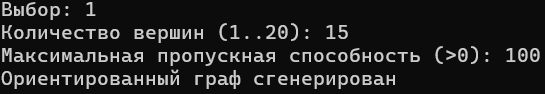 Выбор: 1
Количество вершин (1..20): 15
Максимальная пропускная способность (>0): 100
Ориентированный граф сгенерирован